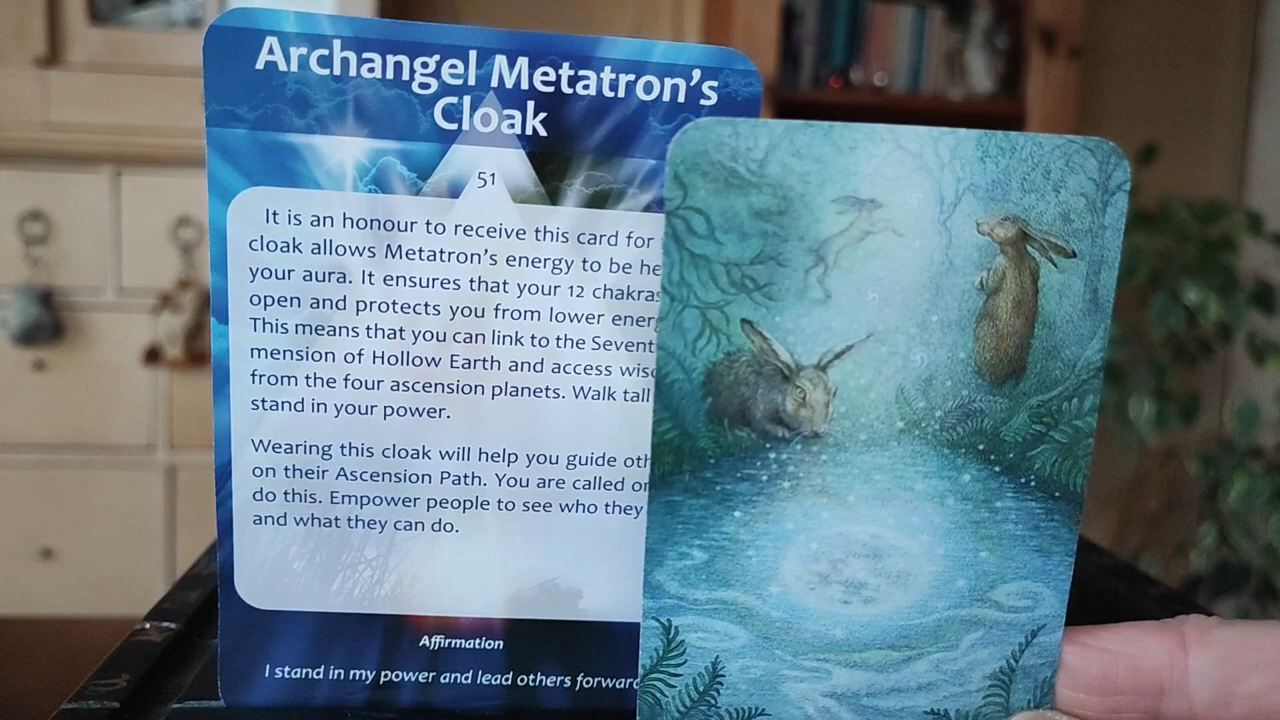 Archangel Metatron's
Cloak
51
It is an honour to receive this card for
cloak allows Metatron's energy to be he
your aura. It ensures that your 12 chakras
open and protects you from lower ener
This means that you can link to the Sevent
mension of Hollow Earth and access wis
from the four ascension planets. Walk tall
stand in your power.
Wearing this cloak will help you guide oth
on their Ascension Path. You are called o
do this. Empower people to see who they
and what they can do.
Affirmation
I stand in my power and lead others forward